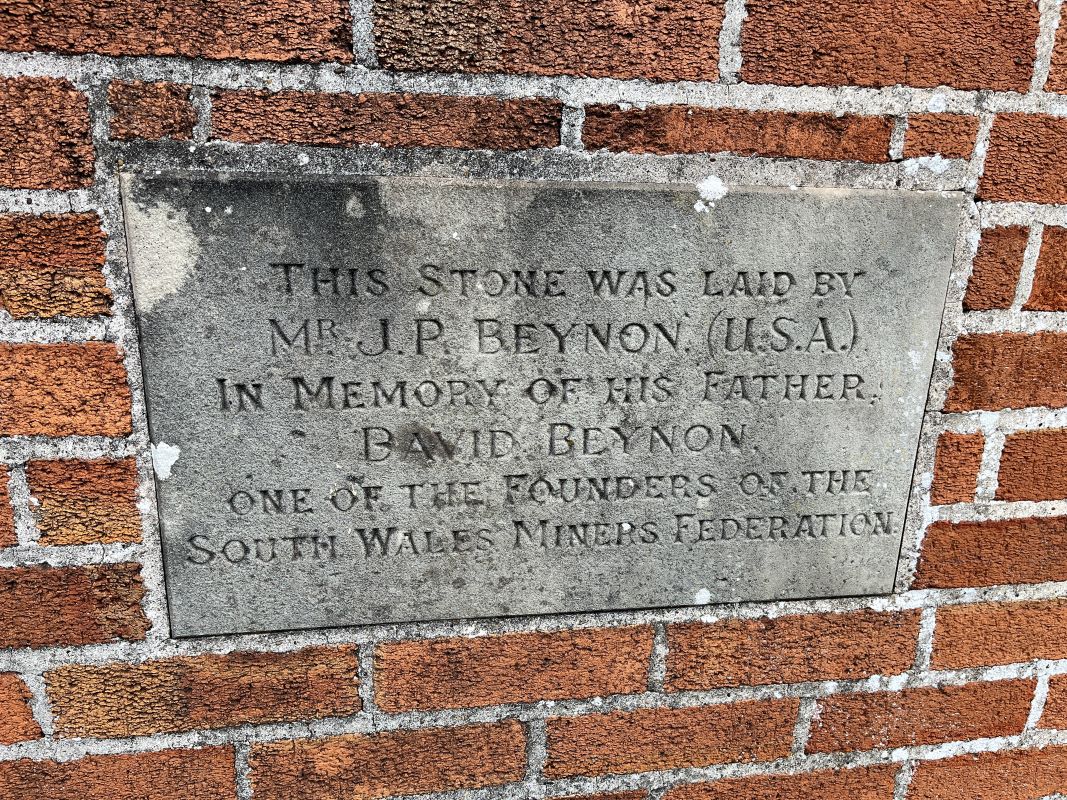 THIS STONE WAS LAID BY
MR. J.P. BEYNON. (U.S.A.)
IN MEMORY OF HIS FATHER,
DAVID BEYNON.
ONE OF THE FOUNDERS OF THE
SOUTH WALES MINERS FEDERATION.